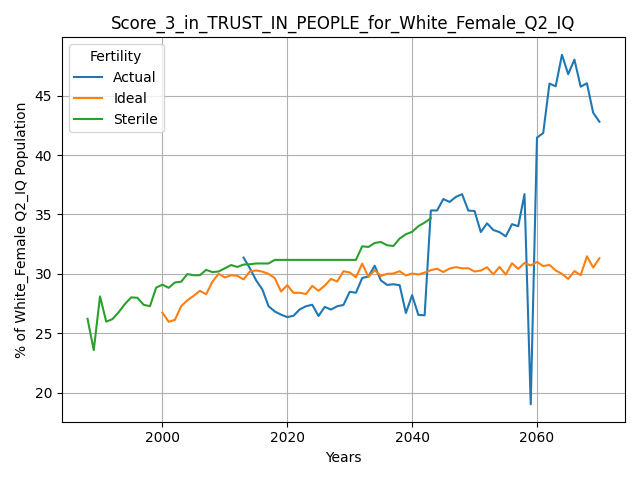 Score_3_in_TRUST_IN_PEOPLE_for_White_Female_Q2_IQ
Fertility
Actual
Ideal
Sterile
% of White_Female Q2_IQ Population
45
40
35
30
25
20
2000
2020
2040
2060
Years